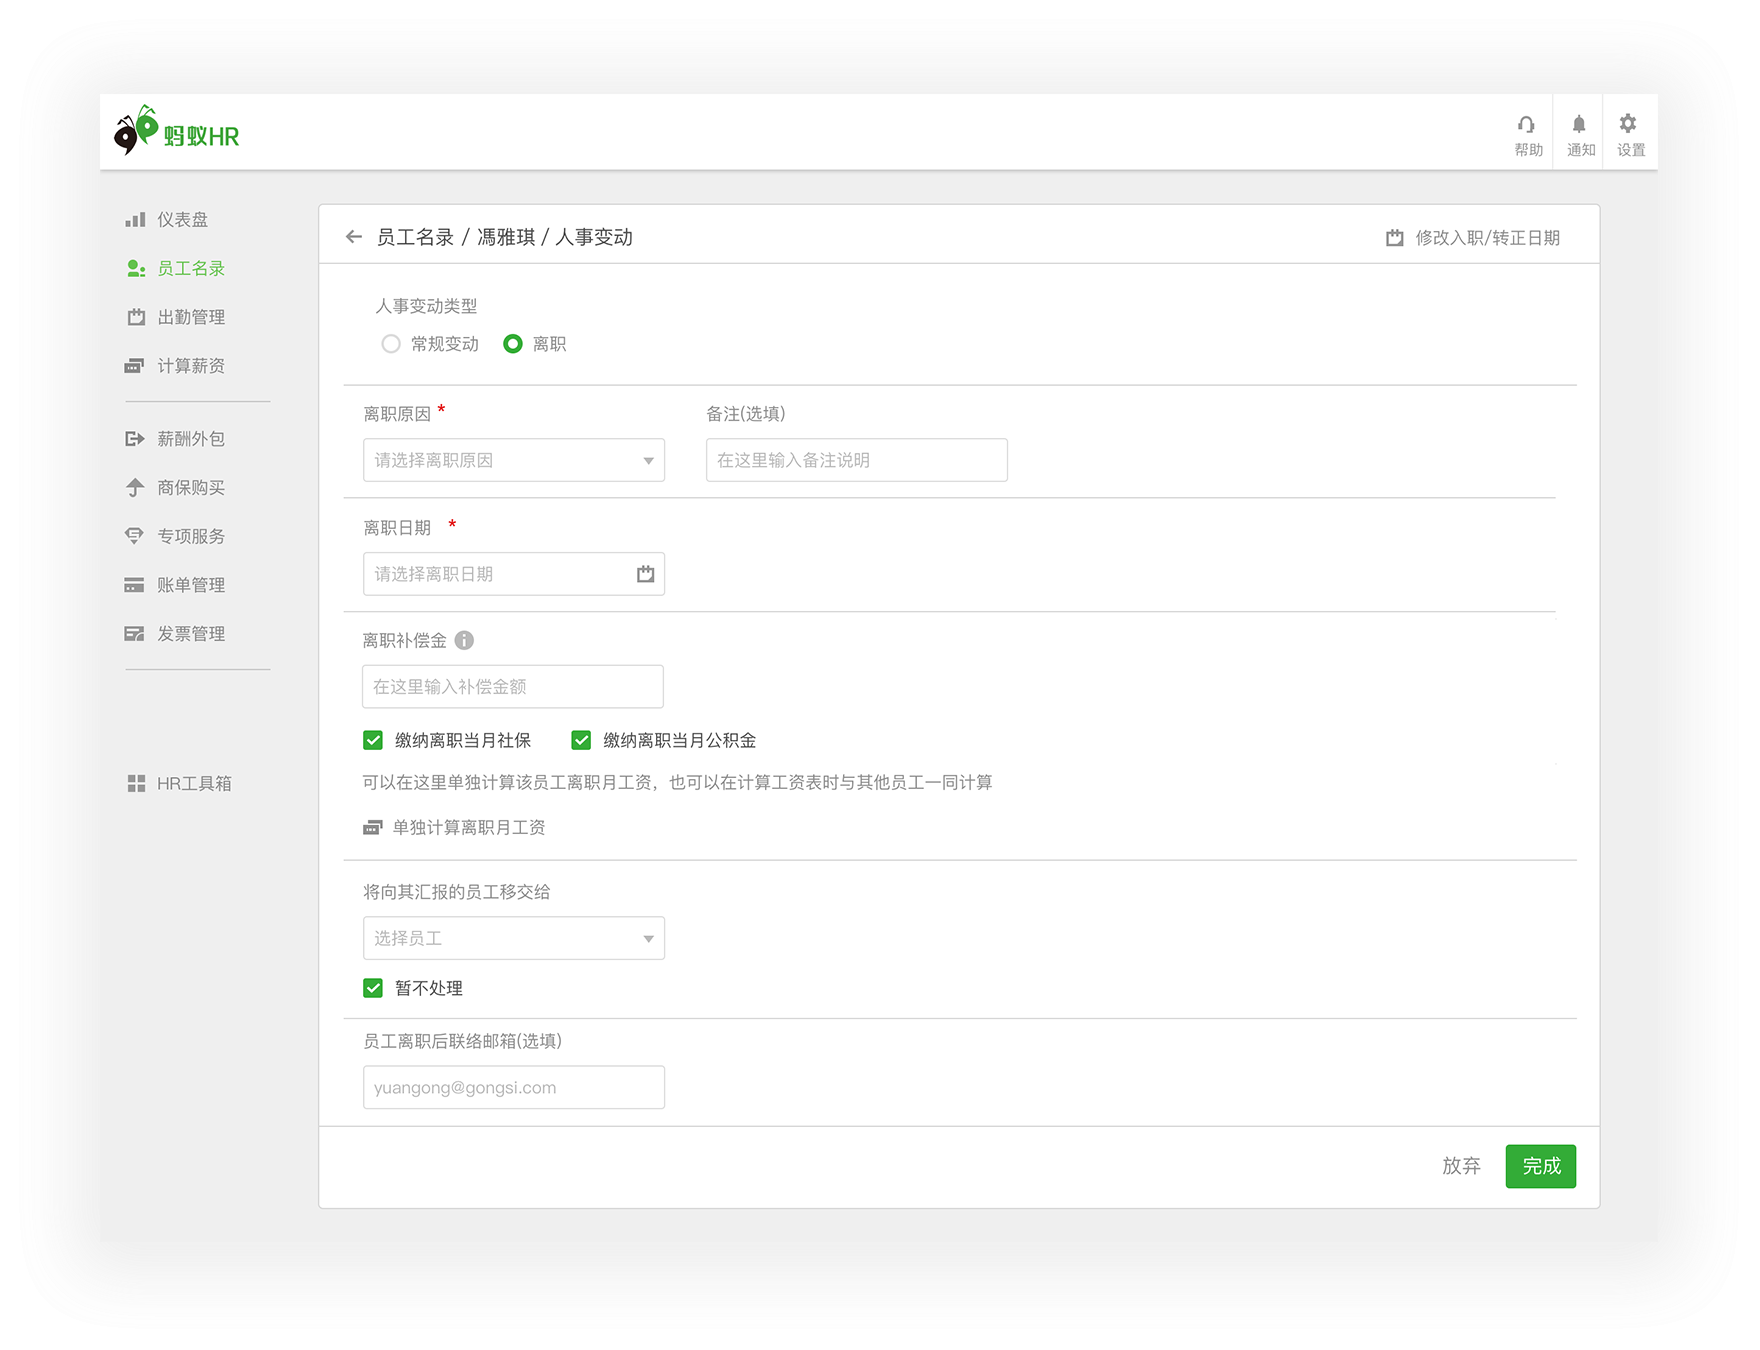 蚂蚁HR
帮助
通知
设置
仪表盘
员工名录
出勤管理
计算薪资
薪酬外包
商保购买
专项服务
账单管理
发票管理
HR工具箱
员工名录 / 馮雅琪 / 人事变动
修改入职/转正日期
人事变动类型
常规变动 离职
离职原因 * 备注(选填)
请选择离职原因 在这里输入备注说明
离职日期 *
请选择离职日期
离职补偿金
在这里输入补偿金额
缴纳离职当月社保 缴纳离职当月公积金
可以在这里单独计算该员工离职月工资，也可以在计算工资表时与其他员工一同计算
单独计算离职月工资
将向其汇报的员工移交给
选择员工
暂不处理
员工离职后联络邮箱(选填)
yuangong@gongsi.com
放弃 完成